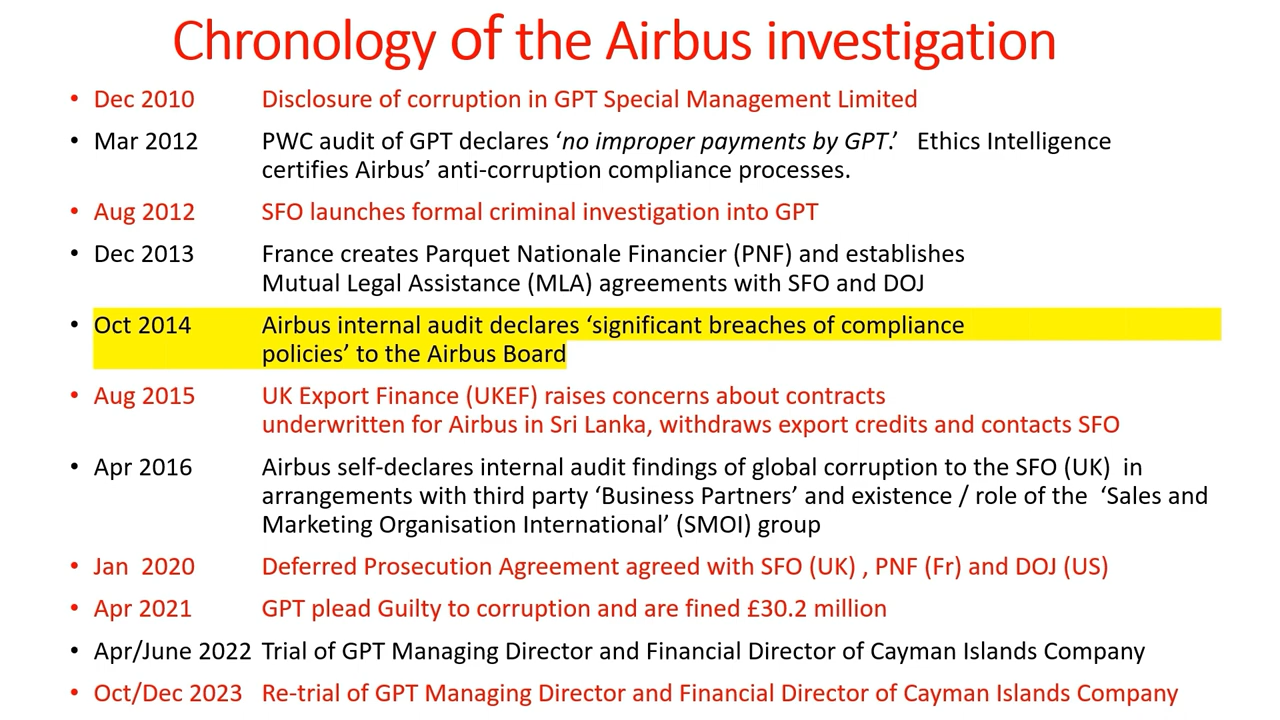 Chronology of the Airbus investigation
• Dec 2010 Disclosure of corruption in GPT Special Management Limited
• Mar 2012 PWC audit of GPT declares ‘no improper payments by GPT.’ Ethics Intelligence
certifies Airbus’ anti-corruption compliance processes.
• Aug 2012 SFO launches formal criminal investigation into GPT
• Dec 2013 France creates Parquet Nationale Financier (PNF) and establishes
Mutual Legal Assistance (MLA) agreements with SFO and DOJ
• Oct 2014 Airbus internal audit declares ‘significant breaches of compliance
policies’ to the Airbus Board
• Aug 2015 UK Export Finance (UKEF) raises concerns about contracts
underwritten for Airbus in Sri Lanka, withdraws export credits and contacts SFO
• Apr 2016 Airbus self-declares internal audit findings of global corruption to the SFO (UK) in
arrangements with third party ‘Business Partners’ and existence / role of the ‘Sales and
Marketing Organisation International’ (SMOI) group
• Jan 2020 Deferred Prosecution Agreement agreed with SFO (UK) , PNF (Fr) and DOJ (US)
• Apr 2021 GPT plead Guilty to corruption and are fined £30.2 million
• Apr/June 2022 Trial of GPT Managing Director and Financial Director of Cayman Islands Company
• Oct/Dec 2023 Re-trial of GPT Managing Director and Financial Director of Cayman Islands Company